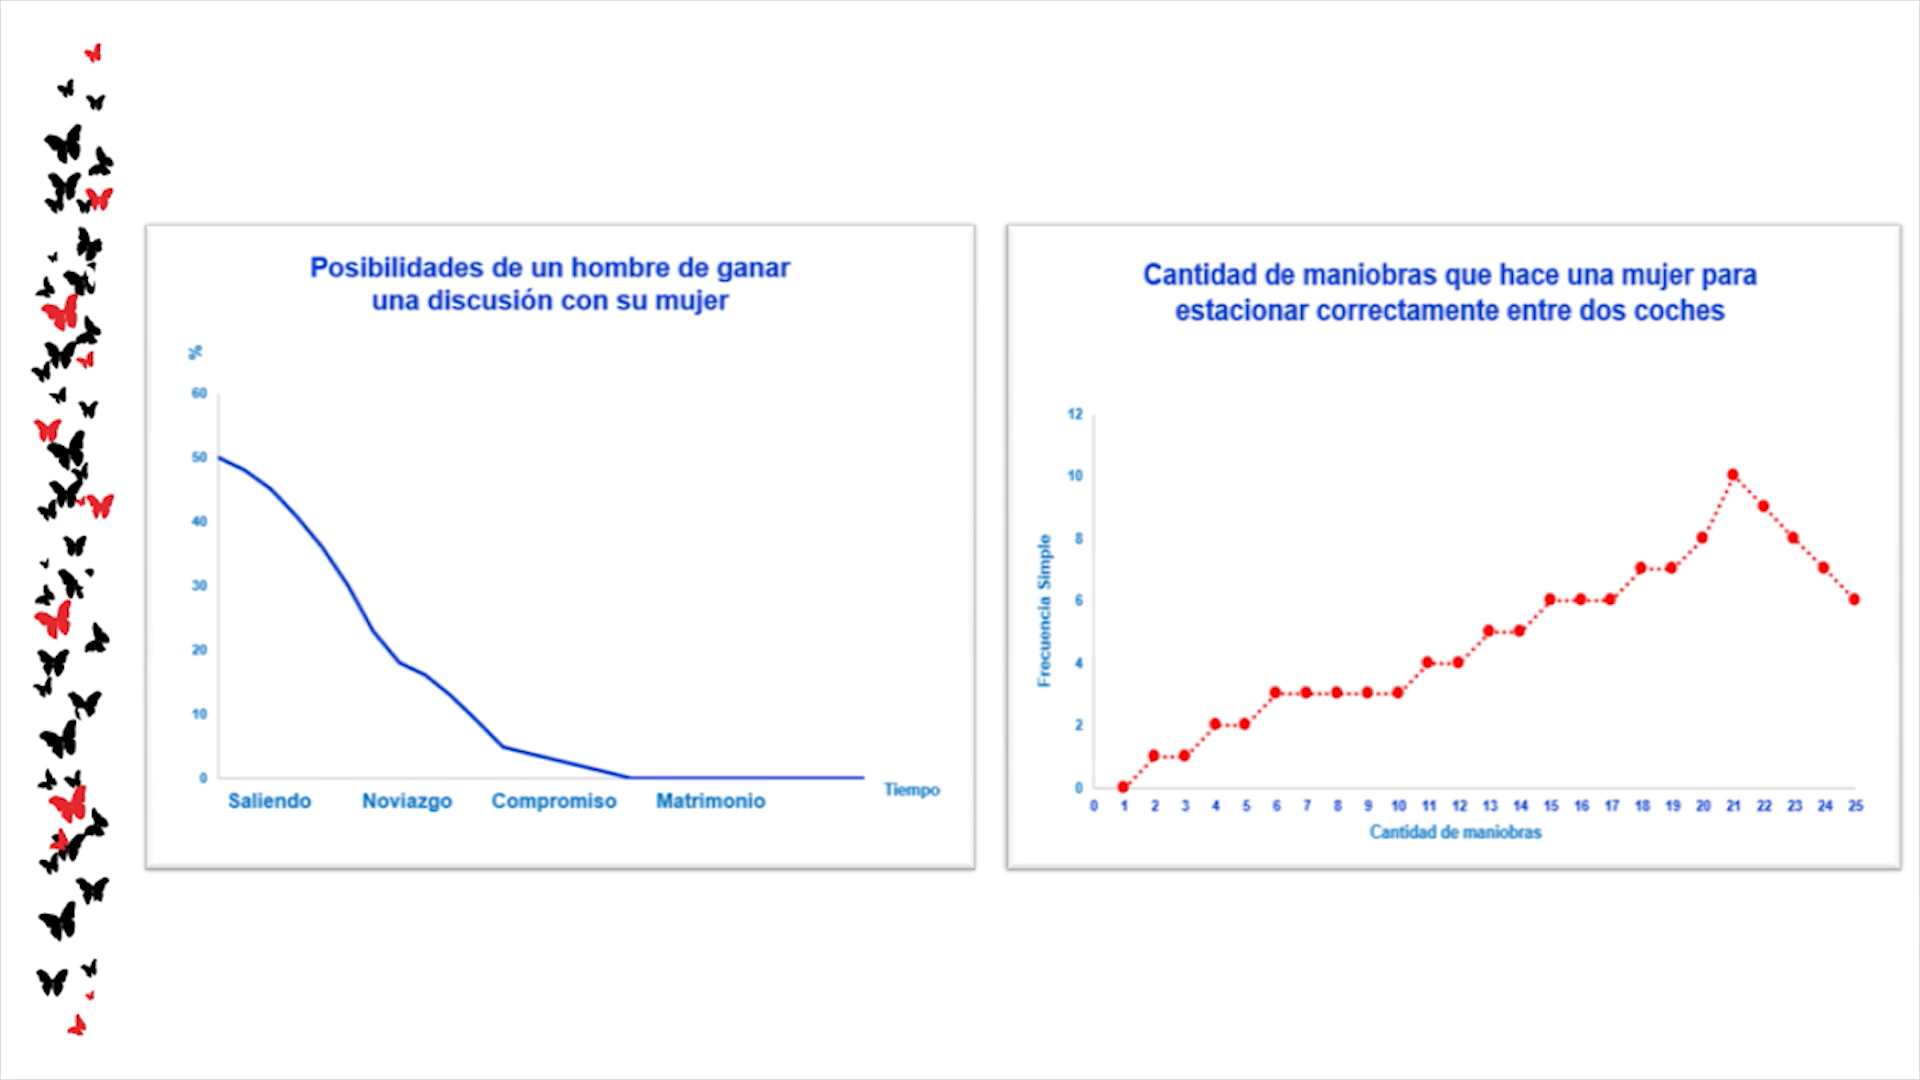 Posibilidades de un hombre de ganar
una discusión con su mujer
%
60
50
40
30
20
10
0
Saliendo Noviazgo Compromiso Matrimonio Tiempo
Cantidad de maniobras que hace una mujer para
estacionar correctamente entre dos coches
Frecuencia Simple
12
10
8
6
4
2
0
0 1 2 3 4 5 6 7 8 9 10 11 12 13 14 15 16 17 18 19 20 21 22 23 24 25
Cantidad de maniobras